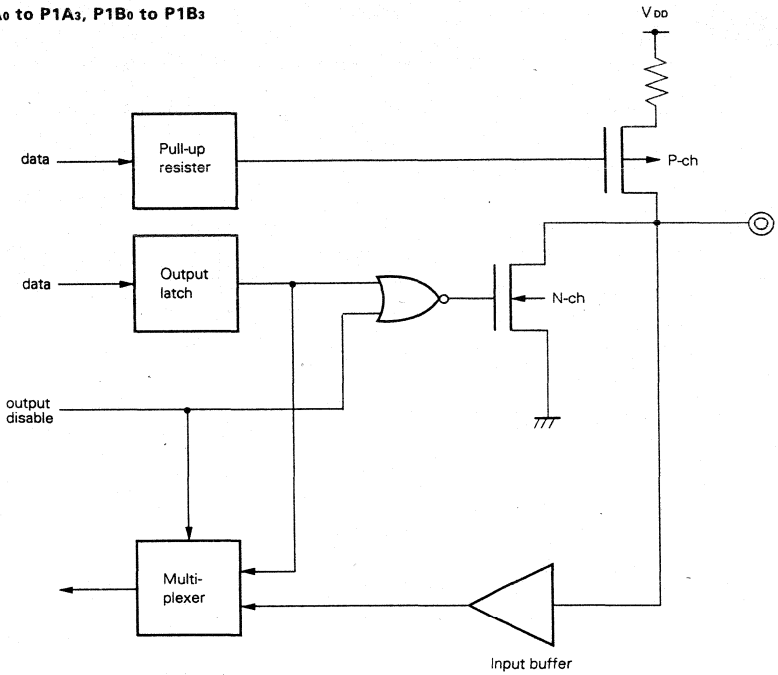 to P1A3, P1B0 to P1B3
VDD
data
Pull-up
resister
P-ch
data
Output
latch
N-ch
output
disable
Multi-
plexer
Input buffer